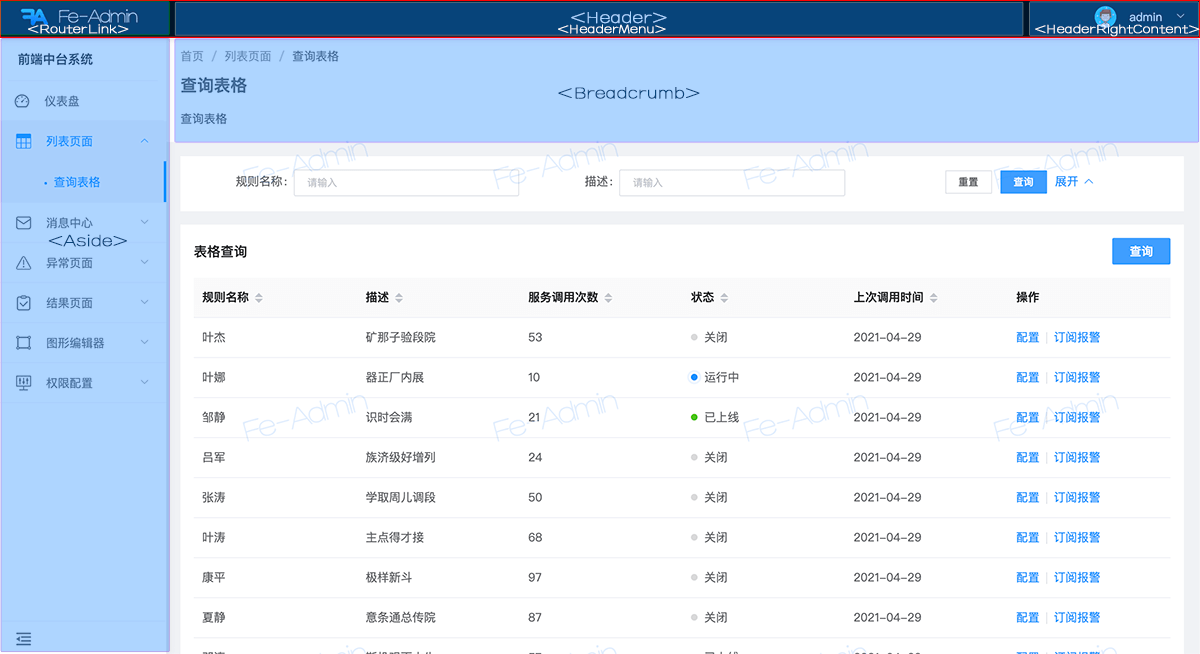 Fe-Admin
<RouterLink>
<Header>
<HeaderMenu>
admin
<HeaderRightContent>
前端中台系统
仪表盘
列表页面
查询表格
消息中心
<Aside>
异常页面
结果页面
图形编辑器
权限配置
首页 / 列表页面 / 查询表格
查询表格
<Breadcrumb>
查询表格
Fe-Admin Fe-Admin Fe-Admin Fe-Admin
规则名称: 请输入 描述: 请输入 重置 查询 展开
表格查询 查询
规则名称 描述 服务调用次数 状态 上次调用时间 操作
叶杰 矿那子验段院 53 关闭 2021-04-29 配置 订阅报警
叶娜 器正厂内展 10 运行中 2021-04-29 配置 订阅报警
Fe-Admin Fe-Admin Fe-Admin Fe-Admin
邹静 识时会满 21 已上线 2021-04-29 配置 订阅报警
吕军 族济级好增列 24 关闭 2021-04-29 配置 订阅报警
张涛 学取周儿调段 50 关闭 2021-04-29 配置 订阅报警
叶涛 主点得才接 68 关闭 2021-04-29 配置 订阅报警
康平 极样新斗 97 关闭 2021-04-29 配置 订阅报警
夏静 意条通总传院 87 关闭 2021-04-29 配置 订阅报警